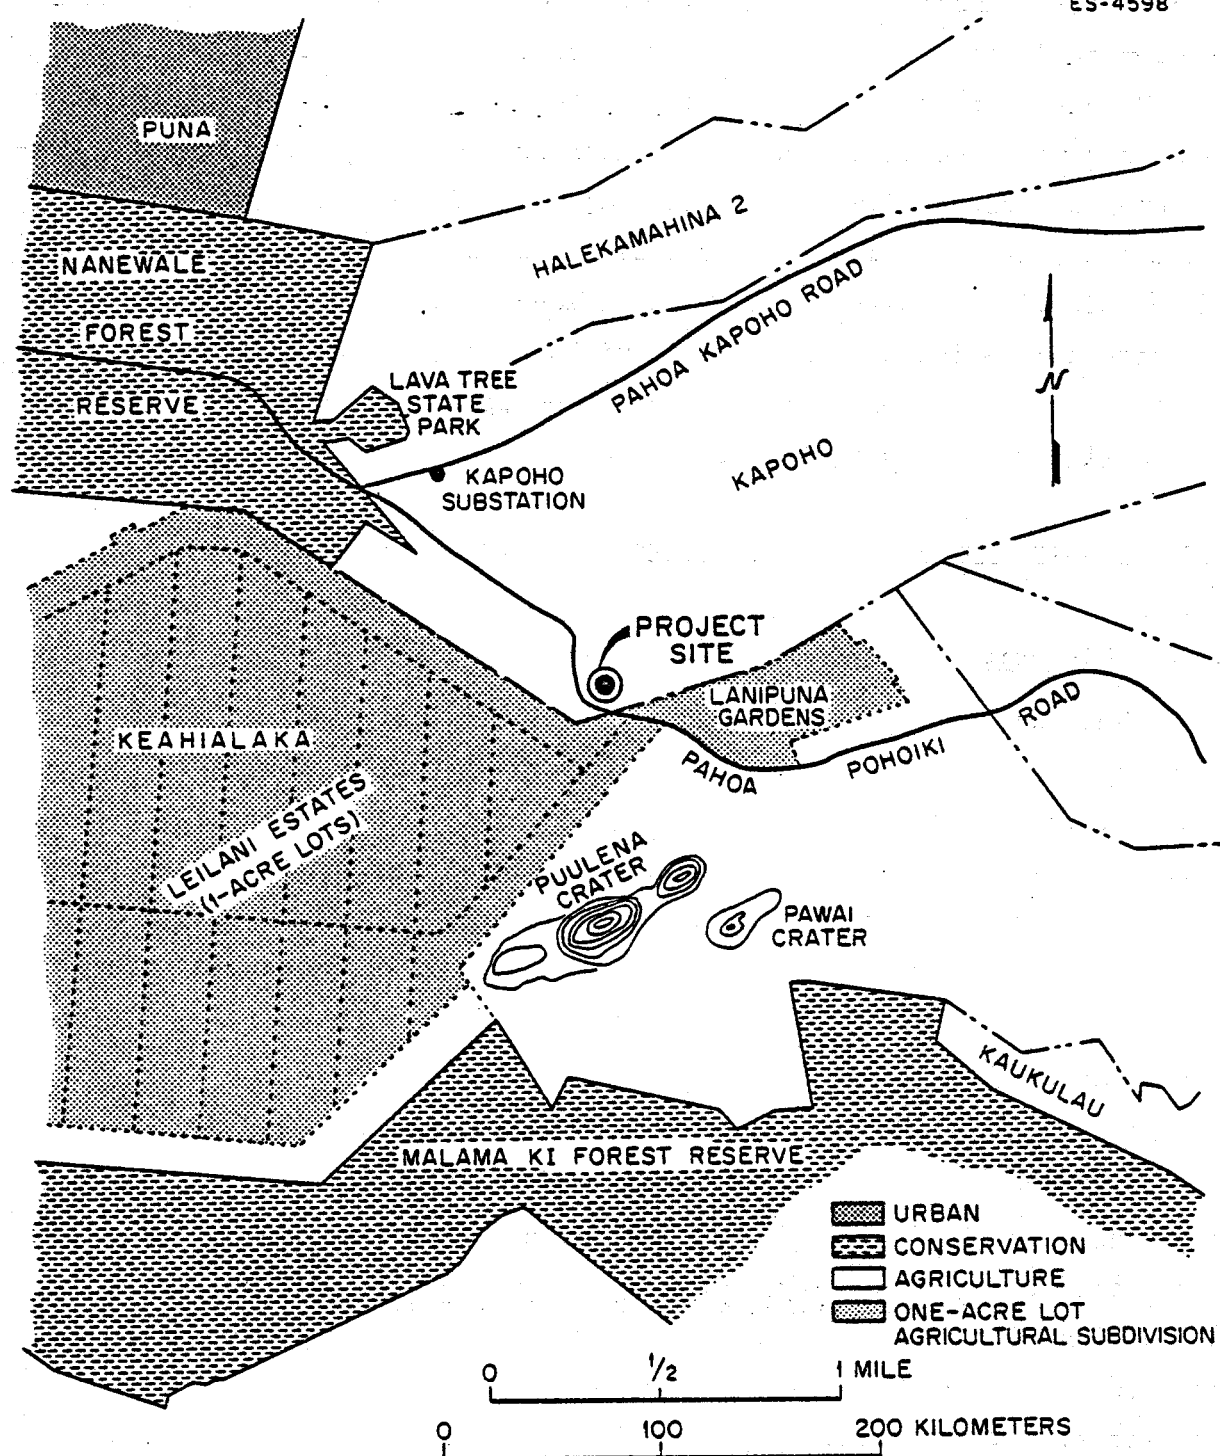 ES-4598
PUNA
NANEWALE
FOREST
RESERVE
HALEKAMAHINA 2
PAHOA KAPOHO ROAD
LAVA TREE
STATE
PARK
KAPOHO
SUBSTATION
KAPOHO
N
PROJECT
SITE
LANIPUNA
GARDENS
PAHOA
POHOIKI
ROAD
KEAHIALAKA
LEILANI ESTATES
(1-ACRE LOTS)
PUULENA
CRATER
PAWAI
CRATER
KAUKULAU
MALAMA KI FOREST RESERVE
URBAN
CONSERVATION
AGRICULTURE
ONE-ACRE LOT
AGRICULTURAL SUBDIVISION
0 1/2 1 MILE
0 100 200 KILOMETERS